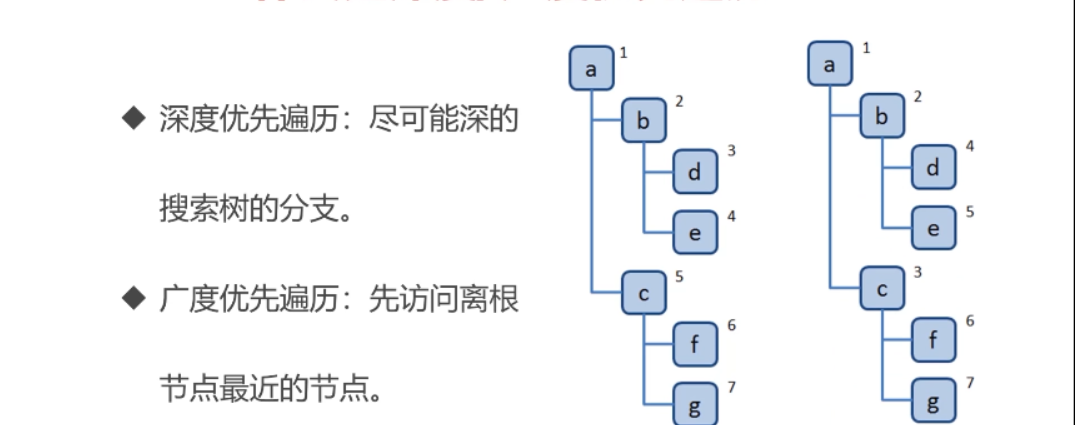 ◆ 深度优先遍历：尽可能深的
搜索树的分支。
◆ 广度优先遍历：先访问离根
节点最近的节点。
a 1
b 2
d 3
e 4
c 5
f 6
g 7
a 1
b 2
d 4
e 5
c 3
f 6
g 7